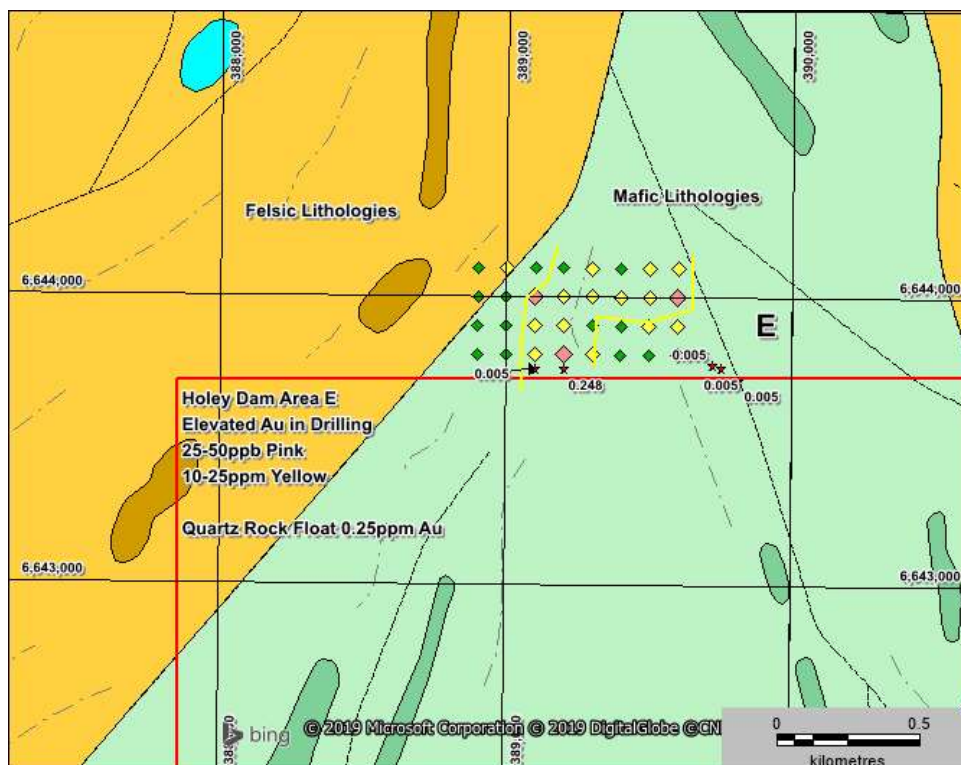 388,000
389,000
390,000
Felsic Lithologies
Mafic Lithologies
6,644,000
6,644,000
E
0.005
0.005
0.248
0.005
0.005
Holey Dam Area E
Elevated Au in Drilling
25-50ppb Pink
10-25ppm Yellow
Quartz Rock Float 0.25ppm Au
6,643,000
6,643,000
bing
© 2019 Microsoft Corporation © 2019 DigitalGlobe ©CN
0
0.5
kilometres